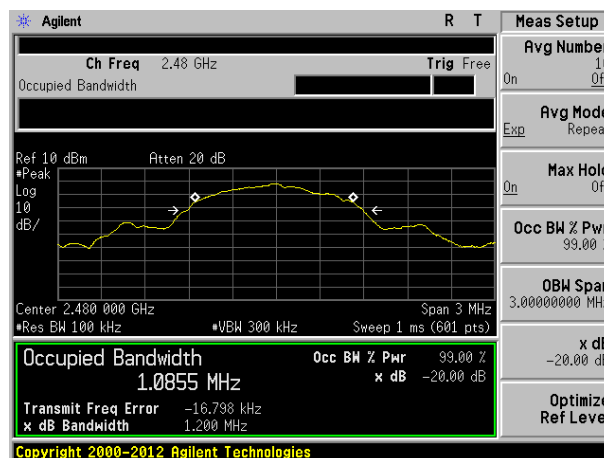 Agilent R T
Meas Setup
Ch Freq 2.48 GHz Trig Free
Occupied Bandwidth
Ref 10 dBm Atten 20 dB
#Peak
Log
10
dB/
Center 2.480 000 GHz Span 3 MHz
#Res BW 100 kHz #VBW 300 kHz Sweep 1 ms (601 pts)
Occupied Bandwidth Occ BW % Pwr 99.00 %
1.0855 MHz x dB -20.00 dB
Transmit Freq Error -16.798 kHz
x dB Bandwidth 1.200 MHz
Copyright 2000-2012 Agilent Technologies
Avg Number
10
On Of
Avg Mode
Exp Repea
Max Hold
On Of
Occ BW % Pwr
99.00 %
OBW Span
3.00000000 MHz
x dB
-20.00 dB
Optimize
Ref Level